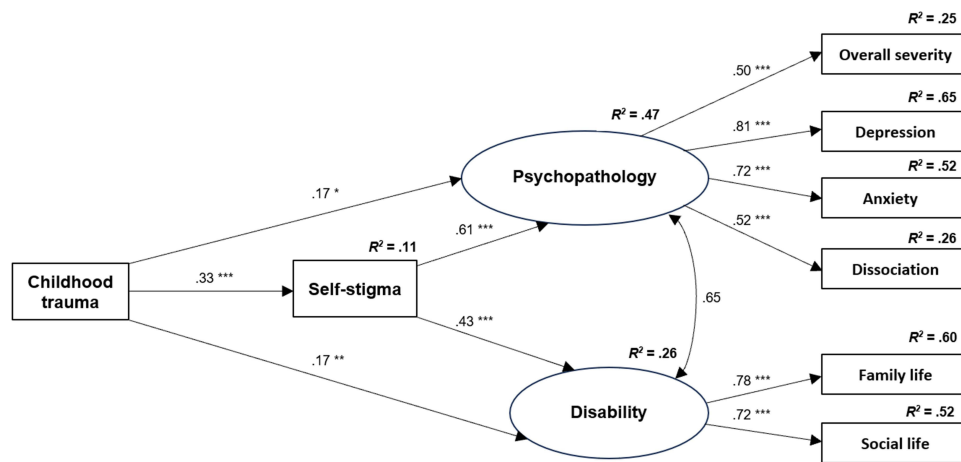 R² = .25
Overall severity
.50 ***
R² = .65
R² = .47
.81 ***
Depression
Psychopathology
.72 ***
R² = .52
Anxiety
.17 *
.52 ***
R² = .11
.61 ***
R² = .26
Dissociation
Childhood
trauma
.33 ***
Self-stigma
.65
.43 ***
R² = .26
R² = .60
.17 **
.78 ***
Family life
Disability
.72 ***
R² = .52
Social life